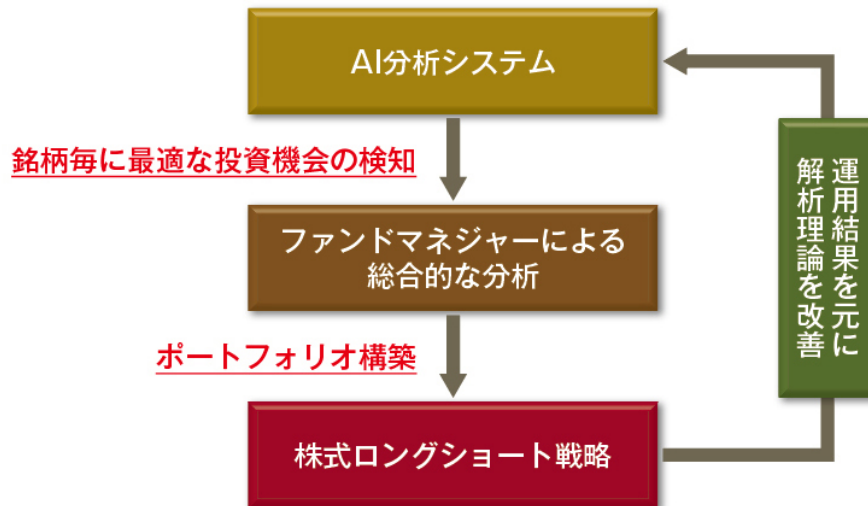 AI分析システム
銘柄毎に最適な投資機会の検知
ファンドマネジャーによる
総合的な分析
ポートフォリオ構築
株式ロングショート戦略
運用結果を元に
解析理論を改善